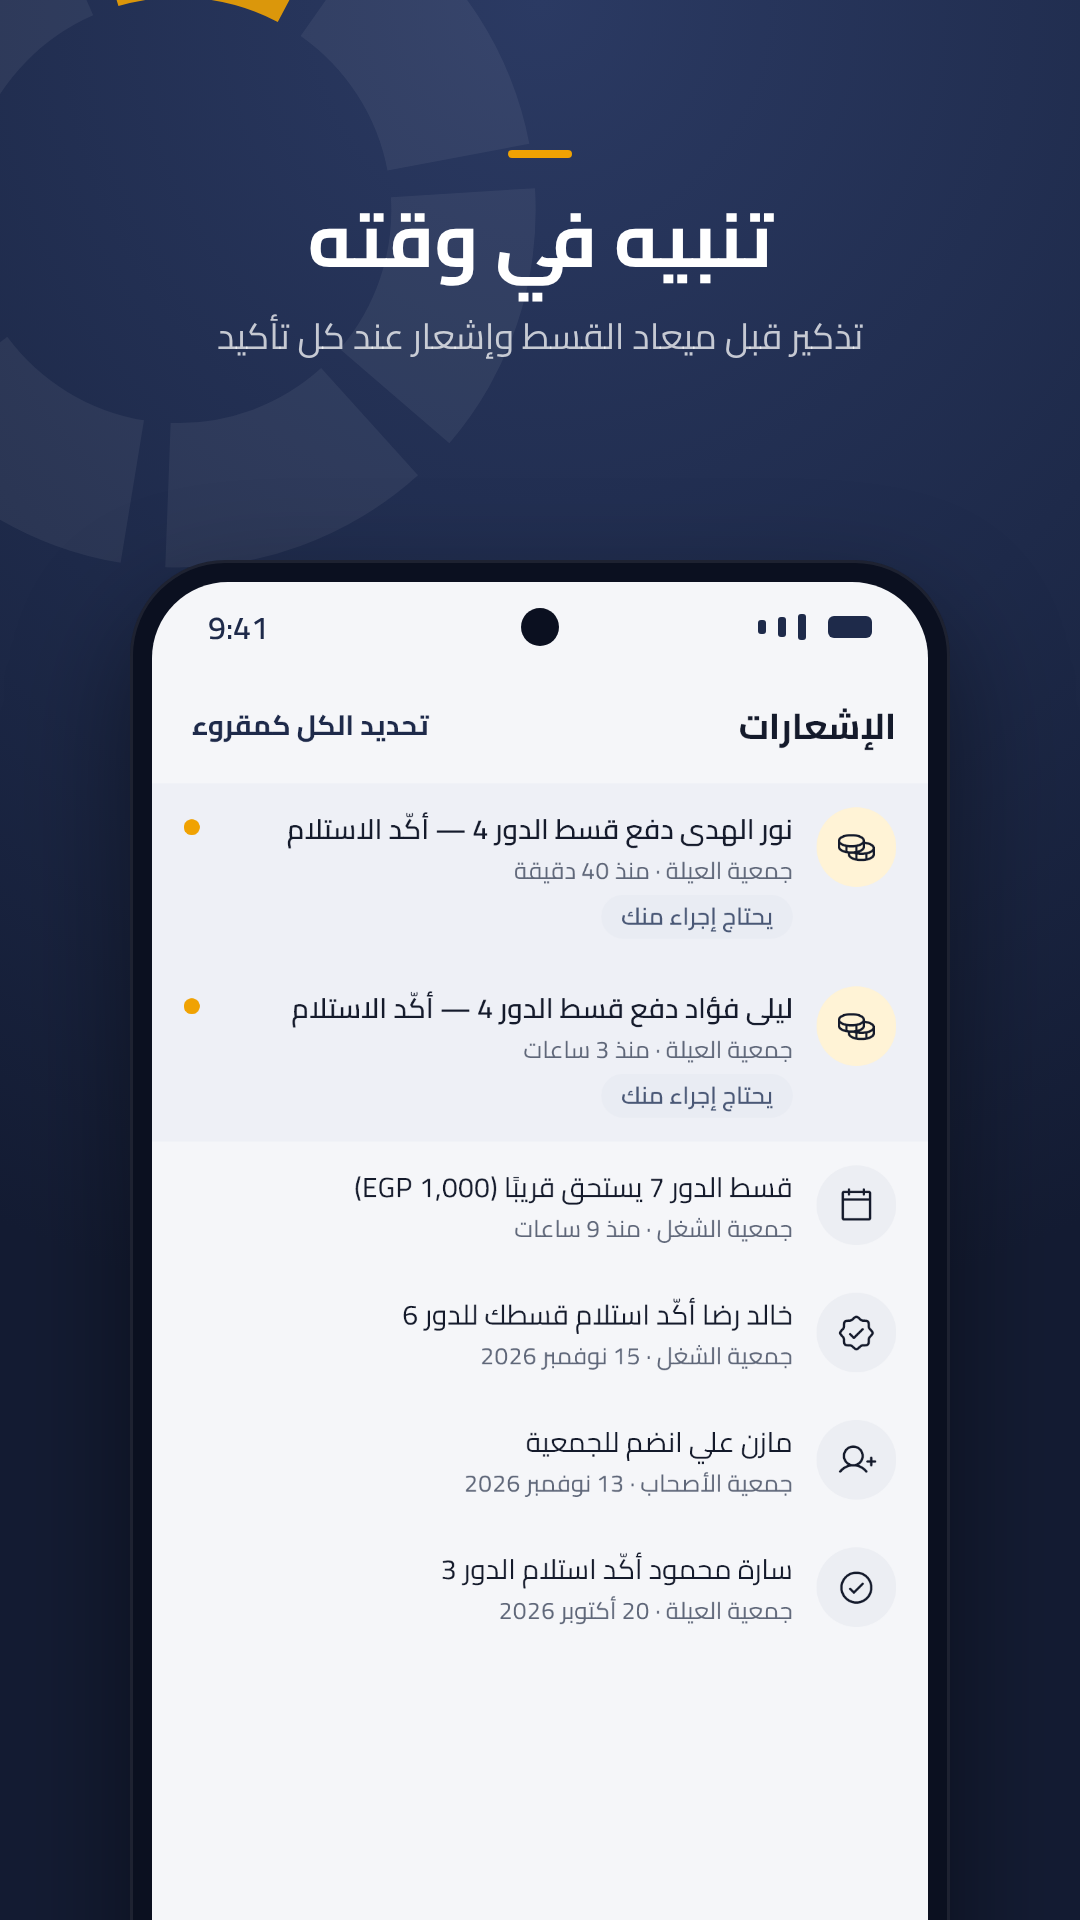 تنبيه في وقته
تذكير قبل ميعاد القسط وإشعار عند كل تأكيد
9:41
الإشعارات
تحديد الكل كمقروء
نور الهدى دفع قسط الدور 4 — أكّد الاستلام
جمعية العيلة · منذ 40 دقيقة
يحتاج إجراء منك
ليلى فؤاد دفع قسط الدور 4 — أكّد الاستلام
جمعية العيلة · منذ 3 ساعات
يحتاج إجراء منك
قسط الدور 7 يستحق قريبًا (EGP 1,000)
جمعية الشغل · منذ 9 ساعات
خالد رضا أكّد استلام قسطك للدور 6
جمعية الشغل · 15 نوفمبر 2026
مازن علي انضم للجمعية
جمعية الأصحاب · 13 نوفمبر 2026
سارة محمود أكّد استلام الدور 3
جمعية العيلة · 20 أكتوبر 2026